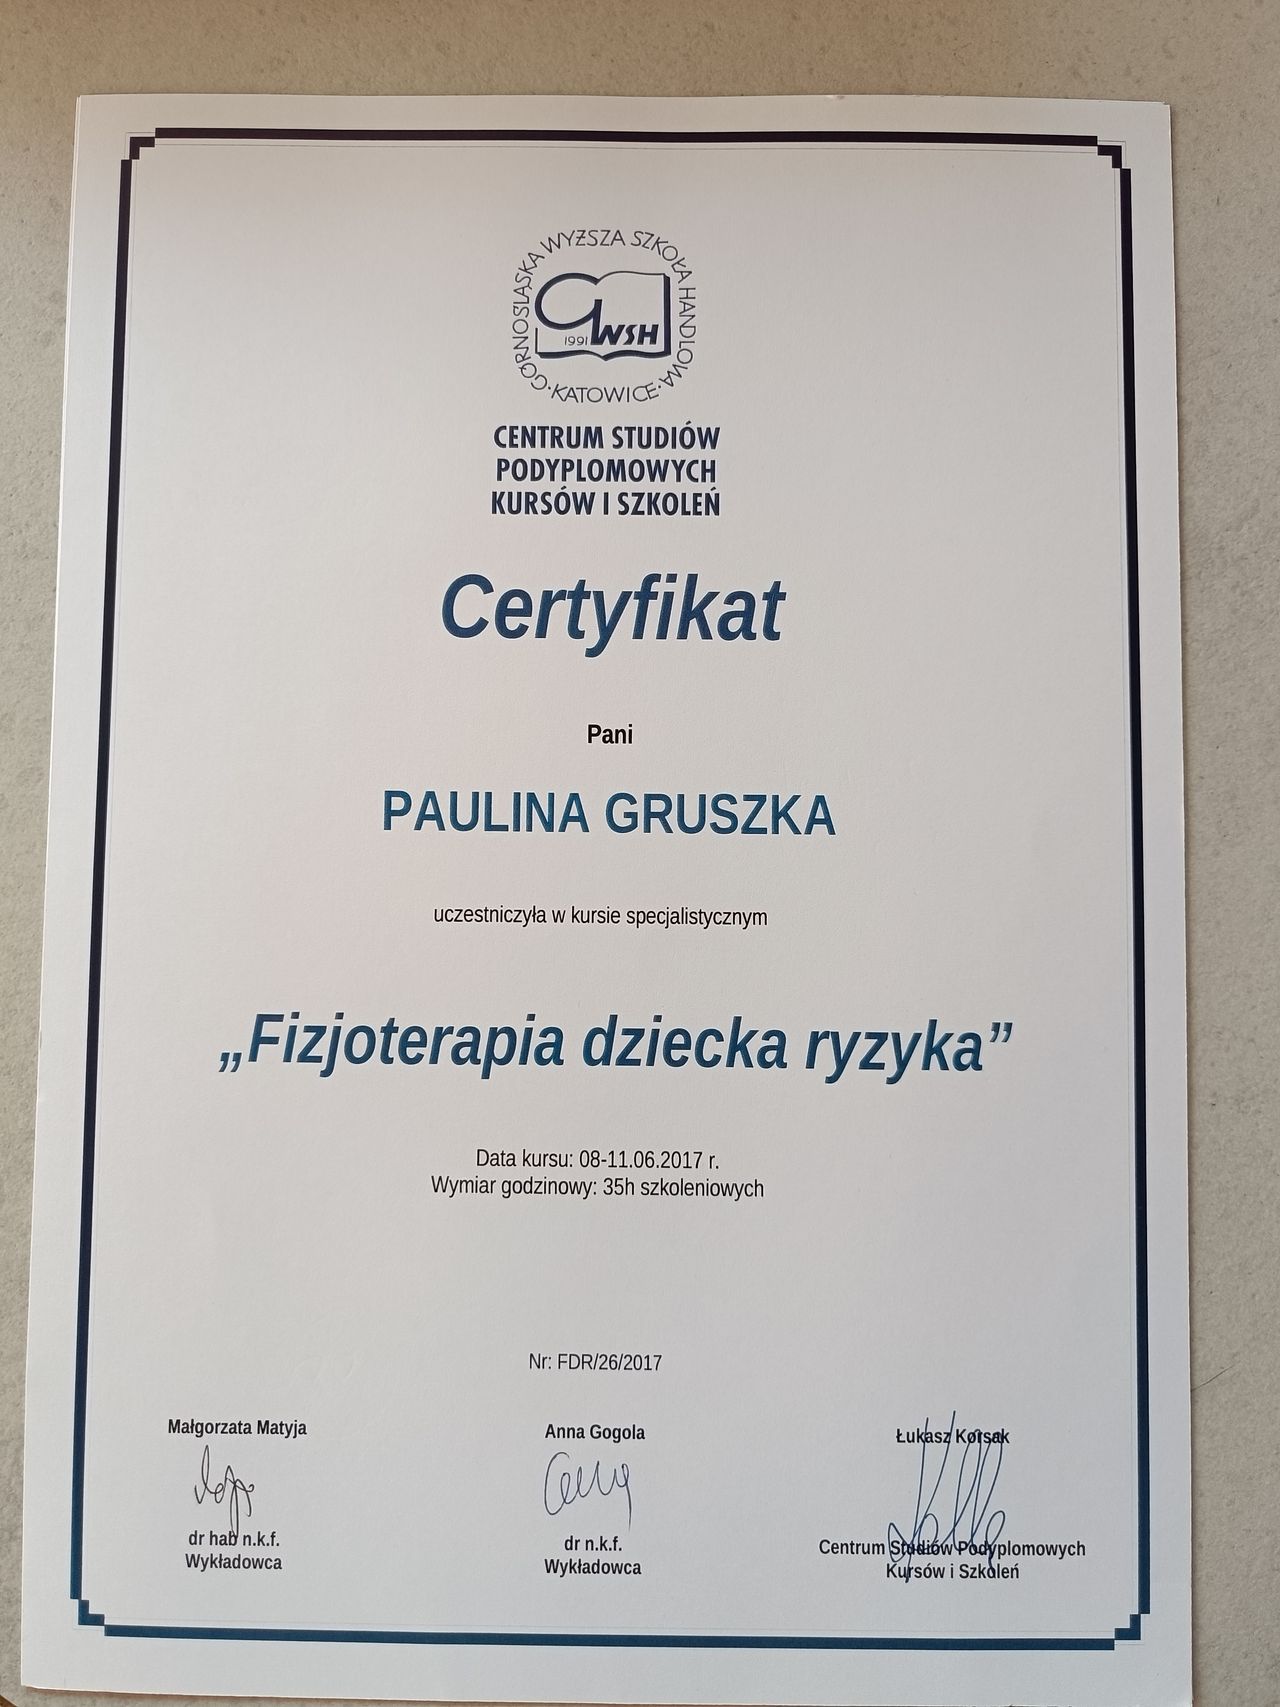 GÓRNOŚLĄSKA WYŻSZA SZKOŁA HANDLOWA
GWSH
1991
·KATOWICE·
CENTRUM STUDIÓW
PODYPLOMOWYCH
KURSÓW I SZKOLEŃ
Certyfikat
Pani
PAULINA GRUSZKA
uczestniczyła w kursie specjalistycznym
„Fizjoterapia dziecka ryzyka”
Data kursu: 08-11.06.2017 r.
Wymiar godzinowy: 35h szkoleniowych
Nr: FDR/26/2017
Małgorzata Matyja
dr hab n.k.f.
Wykładowca
Anna Gogola
dr n.k.f.
Wykładowca
Łukasz Korsak
Centrum Studiów Podyplomowych
Kursów i Szkoleń